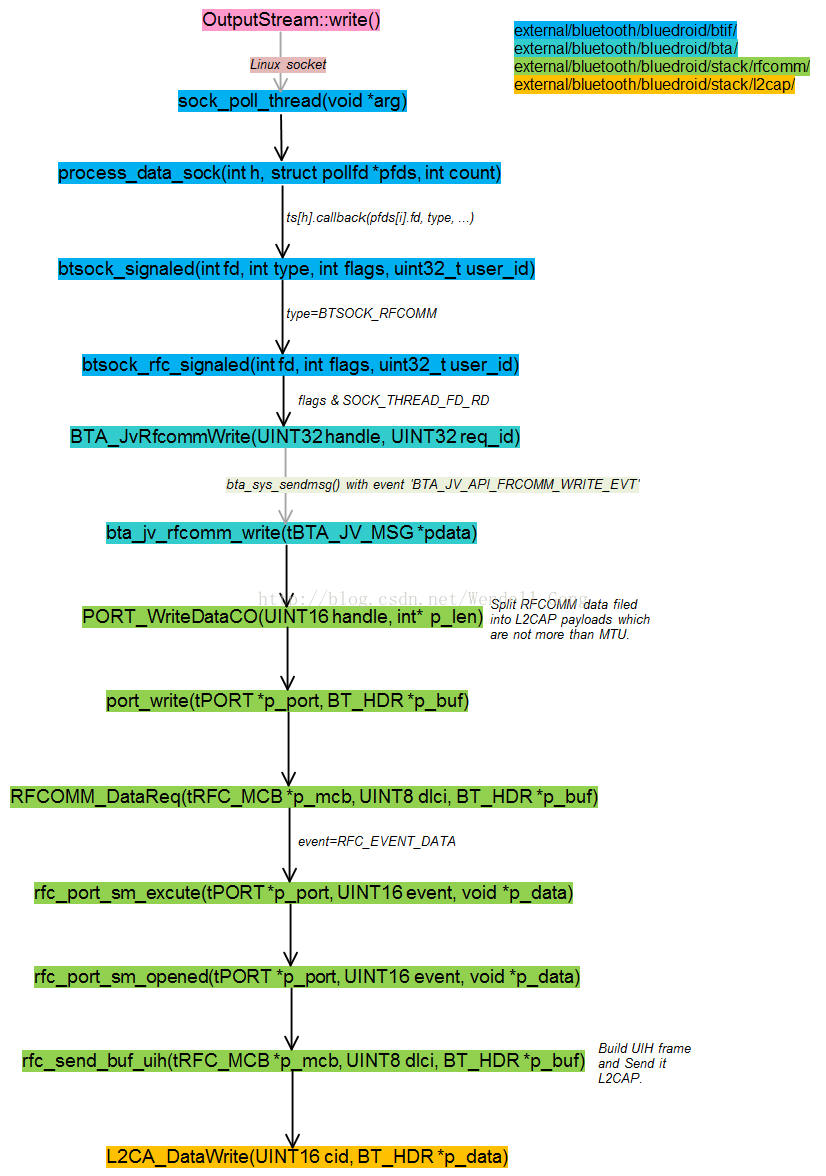 OutputStream::write()
external/bluetooth/bluedroid/btif/
external/bluetooth/bluedroid/bta/
external/bluetooth/bluedroid/stack/rfcomm/
external/bluetooth/bluedroid/stack/l2cap/
Linux socket
sock_poll_thread(void *arg)
process_data_sock(int h, struct pollfd *pfds, int count)
ts[h].callback(pfds[i].fd, type, ...)
btsock_signaled(int fd, int type, int flags, uint32_t user_id)
type=BTSOCK_RFCOMM
btsock_rfc_signaled(int fd, int flags, uint32_t user_id)
flags & SOCK_THREAD_FD_RD
BTA_JvRfcommWrite(UINT32 handle, UINT32 req_id)
bta_sys_sendmsg() with event 'BTA_JV_API_FRCOMM_WRITE_EVT'
bta_jv_rfcomm_write(tBTA_JV_MSG *pdata)
http://blog.csdn.net/Wendell_Gong
PORT_WriteDataCO(UINT16 handle, int* p_len)
Split RFCOMM data filed
into L2CAP payloads which
are not more than MTU.
port_write(tPORT *p_port, BT_HDR *p_buf)
RFCOMM_DataReq(tRFC_MCB *p_mcb, UINT8 dlci, BT_HDR *p_buf)
event=RFC_EVENT_DATA
rfc_port_sm_excute(tPORT *p_port, UINT16 event, void *p_data)
rfc_port_sm_opened(tPORT *p_port, UINT16 event, void *p_data)
rfc_send_buf_uih(tRFC_MCB *p_mcb, UINT8 dlci, BT_HDR *p_buf)
Build UIH frame
and Send it
L2CAP.
L2CA_DataWrite(UINT16 cid, BT_HDR *p_data)